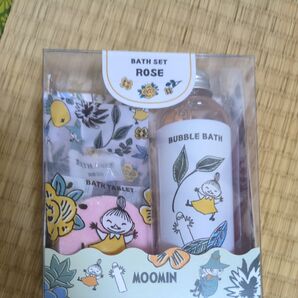 BATH SET
ROSE
BUBBLE BATH
BATH TABLET
MOOMIN